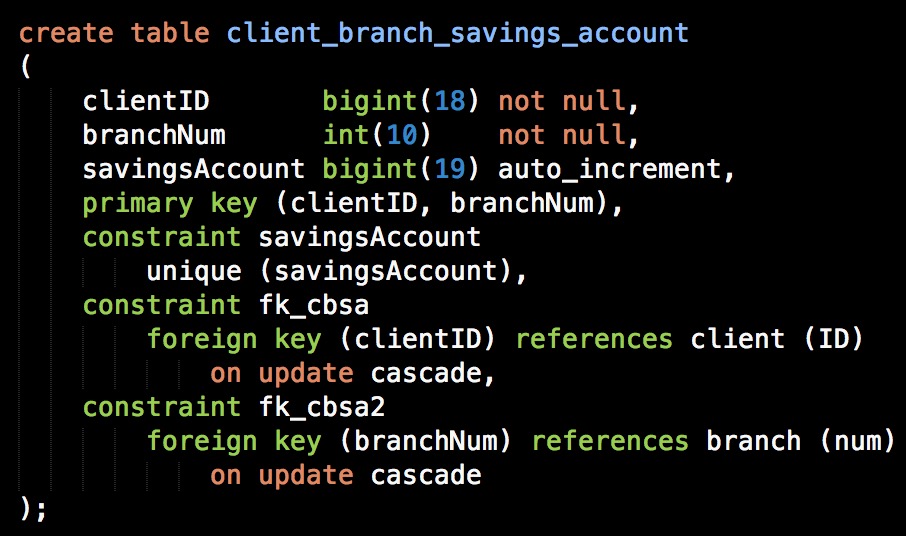 create table client_branch_savings_account
(
    clientID       bigint(18) not null,
    branchNum      int(10)    not null,
    savingsAccount bigint(19) auto_increment,
    primary key (clientID, branchNum),
    constraint savingsAccount
        unique (savingsAccount),
    constraint fk_cbsa
        foreign key (clientID) references client (ID)
            on update cascade,
    constraint fk_cbsa2
        foreign key (branchNum) references branch (num)
            on update cascade
);